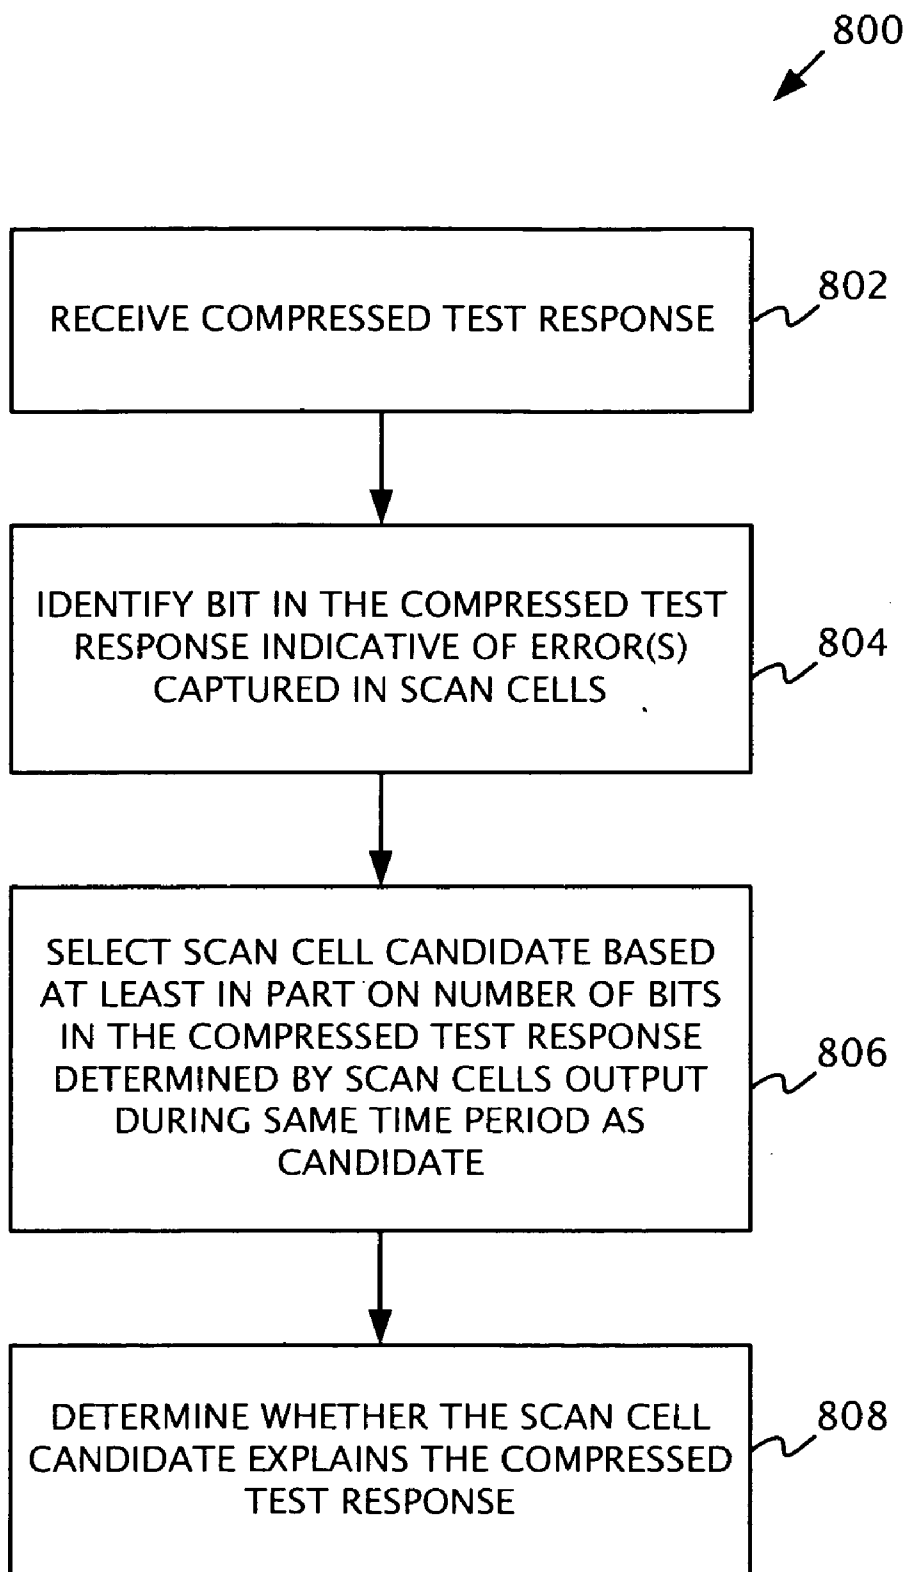 800
RECEIVE COMPRESSED TEST RESPONSE
802
IDENTIFY BIT IN THE COMPRESSED TEST
RESPONSE INDICATIVE OF ERROR(S)
CAPTURED IN SCAN CELLS
804
SELECT SCAN CELL CANDIDATE BASED
AT LEAST IN PART ON NUMBER OF BITS
IN THE COMPRESSED TEST RESPONSE
DETERMINED BY SCAN CELLS OUTPUT
DURING SAME TIME PERIOD AS
CANDIDATE
806
DETERMINE WHETHER THE SCAN CELL
CANDIDATE EXPLAINS THE COMPRESSED
TEST RESPONSE
808